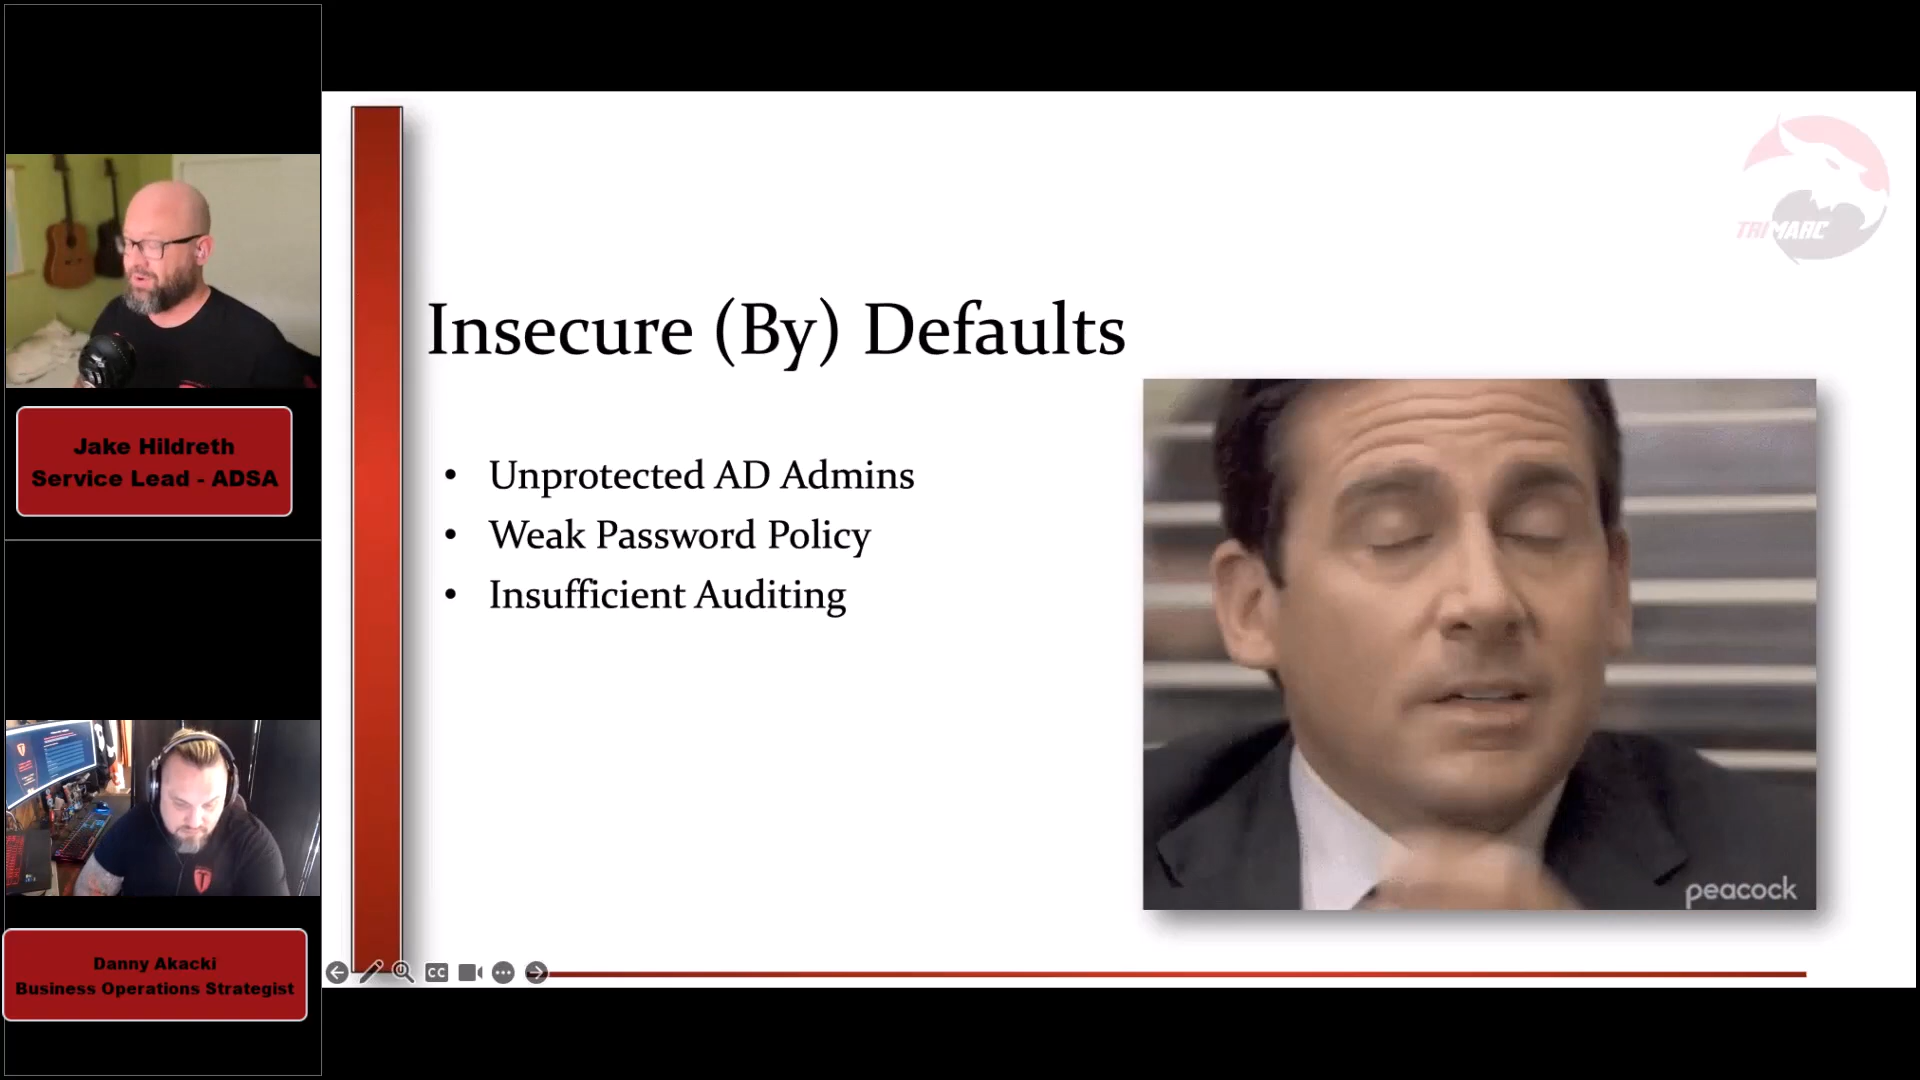 Jake Hildreth
Service Lead - ADSA
Danny Akacki
Business Operations Strategist
TRIMARC
Insecure (By) Defaults
• Unprotected AD Admins
• Weak Password Policy
• Insufficient Auditing
peacock
CC